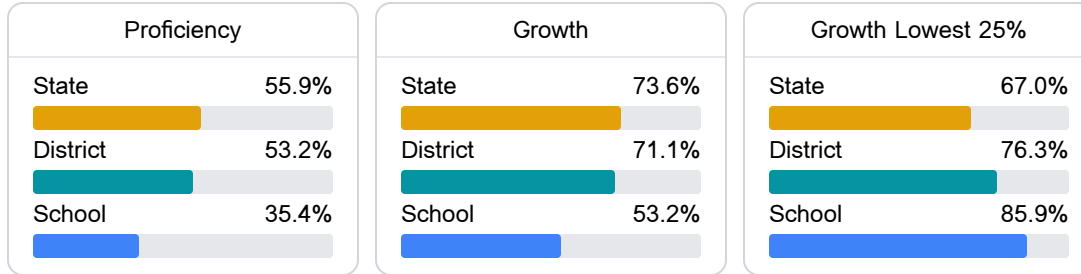 Proficiency
State 55.9%
District 53.2%
School 35.4%
Growth
State 73.6%
District 71.1%
School 53.2%
Growth Lowest 25%
State 67.0%
District 76.3%
School 85.9%